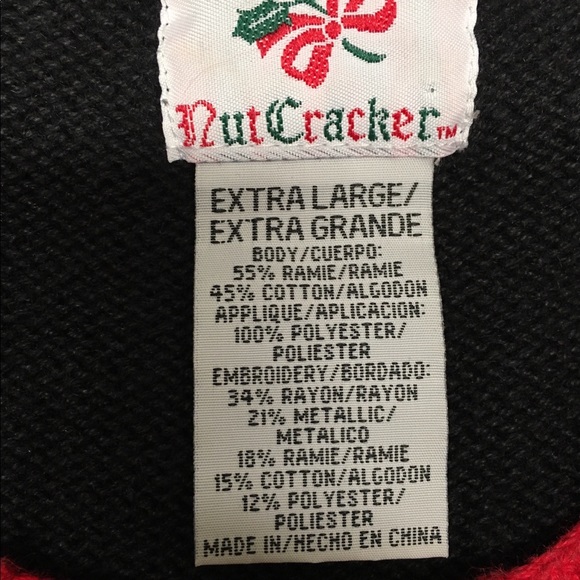 NutCracker™
EXTRA LARGE/
EXTRA GRANDE
BODY/CUERPO:
55% RAMIE/RAMIE
45% COTTON/ALGODON
APPLIQUE/APLICACION:
100% POLYESTER/
POLIESTER
EMBROIDERY/BORDADO:
34% RAYON/RAYON
21% METALLIC/
METALICO
18% RAMIE/RAMIE
15% COTTON/ALGODON
12% POLYESTER/
POLIESTER
MADE IN/HECHO EN CHINA